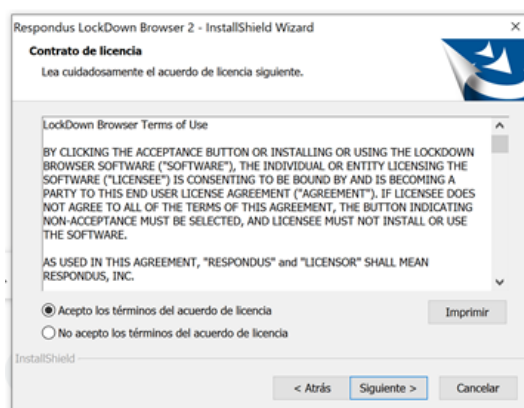 Respondus LockDown Browser 2 - InstallShield Wizard
Contrato de licencia
Lea cuidadosamente el acuerdo de licencia siguiente.
LockDown Browser Terms of Use
BY CLICKING THE ACCEPTANCE BUTTON OR INSTALLING OR USING THE LOCKDOWN
BROWSER SOFTWARE ("SOFTWARE"), THE INDIVIDUAL OR ENTITY LICENSING THE
SOFTWARE ("LICENSEE") IS CONSENTING TO BE BOUND BY AND IS BECOMING A
PARTY TO THIS END USER LICENSE AGREEMENT ("AGREEMENT"). IF LICENSEE DOES
NOT AGREE TO ALL OF THE TERMS OF THIS AGREEMENT, THE BUTTON INDICATING
NON-ACCEPTANCE MUST BE SELECTED, AND LICENSEE MUST NOT INSTALL OR USE
THE SOFTWARE.
AS USED IN THIS AGREEMENT, "RESPONDUS" and "LICENSOR" SHALL MEAN
RESPONDUS, INC.
Acepto los términos del acuerdo de licencia
Imprimir
No acepto los términos del acuerdo de licencia
InstallShield
< Atrás
Siguiente >
Cancelar